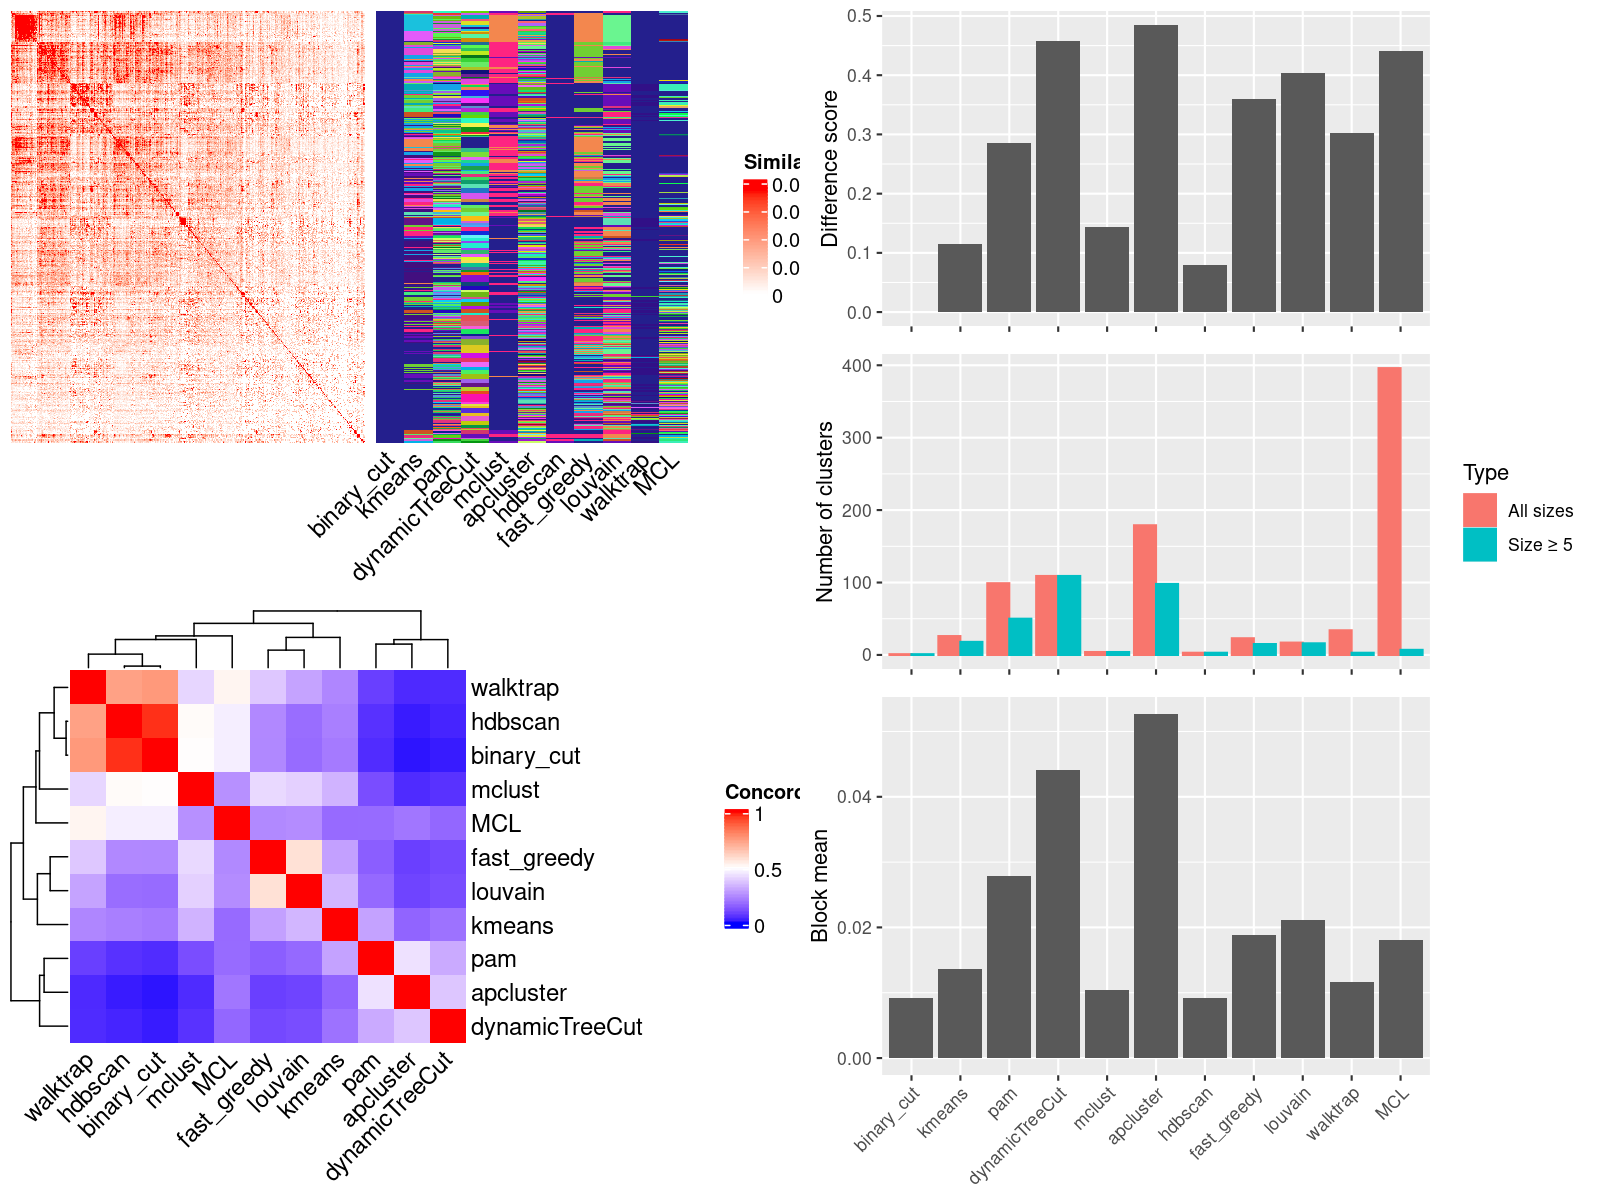 Simila
0.0
0.0
0.0
0.0
0
binary_cut
kmeans
pam
dynamicTreeCut
mclust
apcluster
hdbscan
fast_greedy
louvain
walktrap
MCL
walktrap
hdbscan
binary_cut
mclust
MCL
fast_greedy
louvain
kmeans
pam
apcluster
dynamicTreeCut
walktrap
hdbscan
binary_cut
mclust
MCL
fast_greedy
louvain
kmeans
pam
apcluster
dynamicTreeCut
Concord
1
0.5
0
Difference score
0.5
0.4
0.3
0.2
0.1
0.0
Number of clusters
400
300
200
100
0
Type
All sizes
Size ≥ 5
Block mean
0.04
0.02
0.00
binary_cut
kmeans
pam
dynamicTreeCut
mclust
apcluster
hdbscan
fast_greedy
louvain
walktrap
MCL